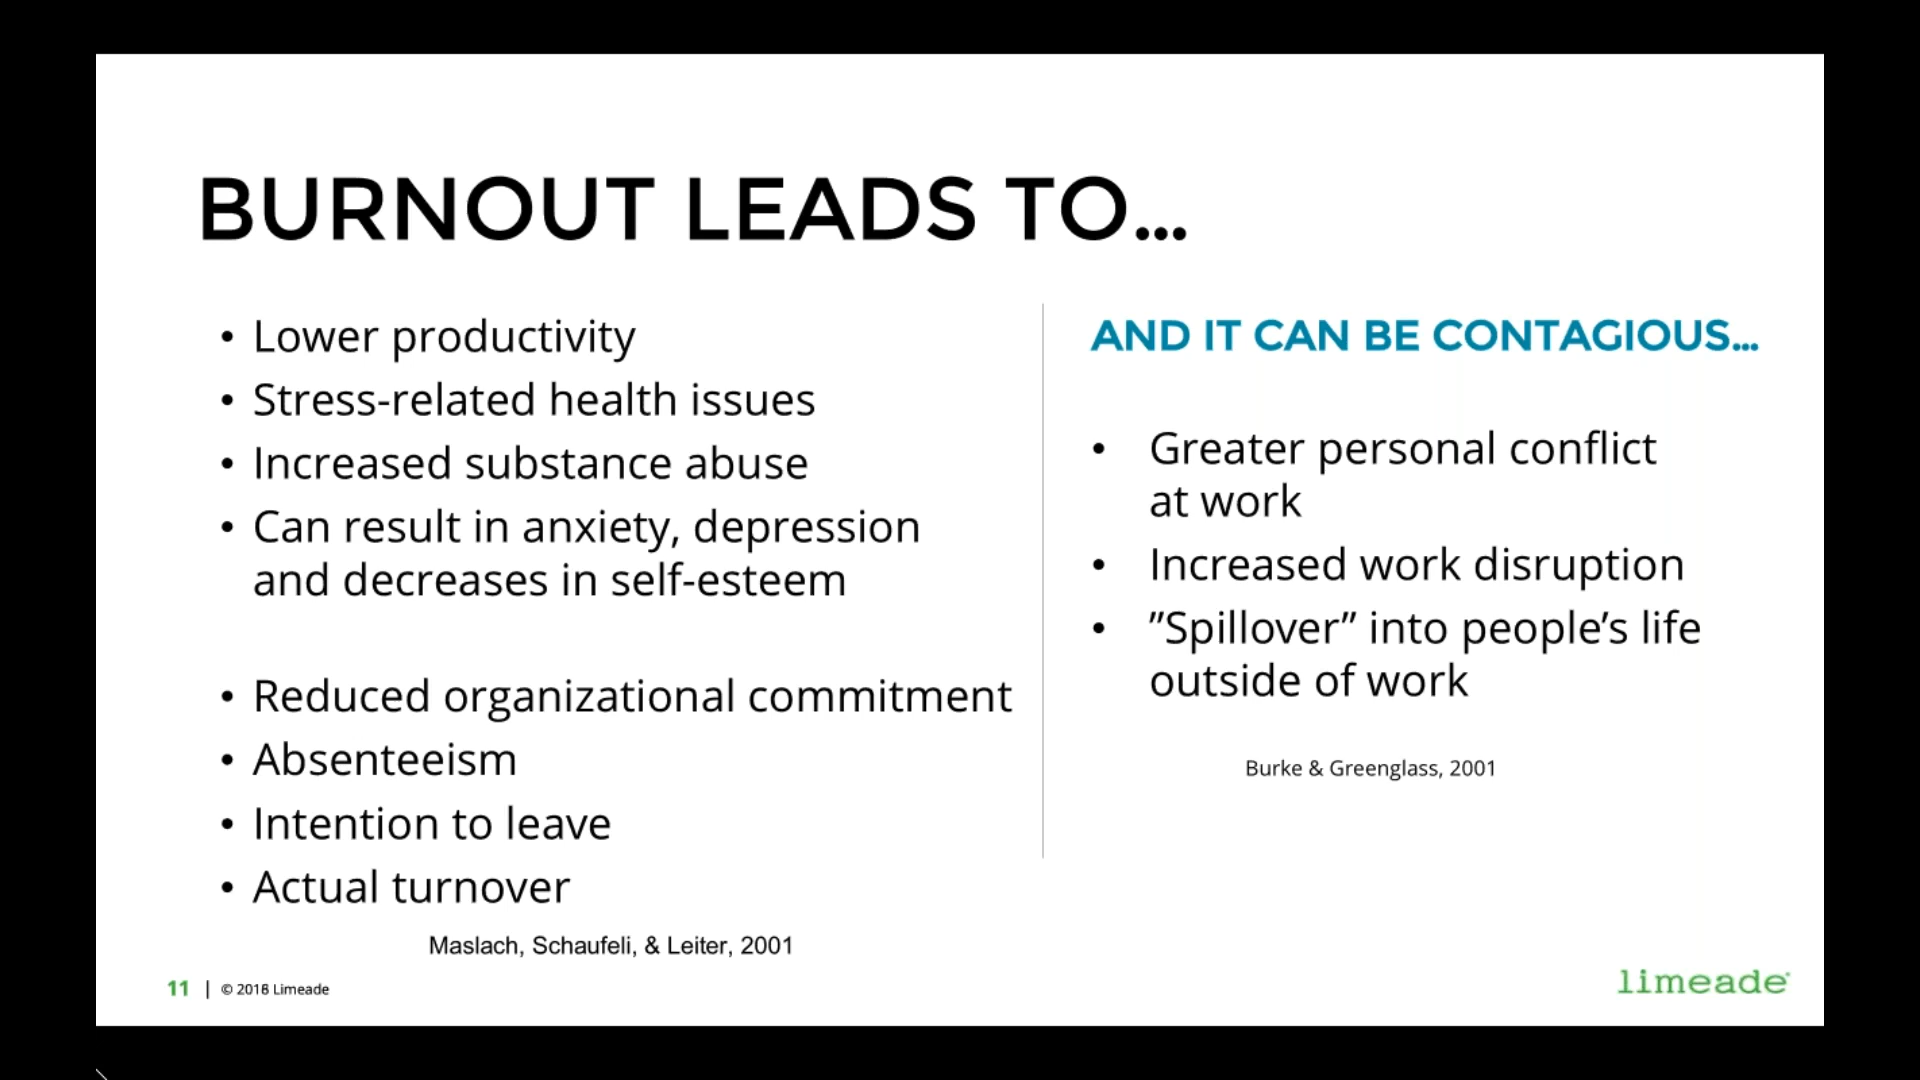 BURNOUT LEADS TO...
• Lower productivity
• Stress-related health issues
• Increased substance abuse
• Can result in anxiety, depression
and decreases in self-esteem
• Reduced organizational commitment
• Absenteeism
• Intention to leave
• Actual turnover
Maslach, Schaufeli, & Leiter, 2001
AND IT CAN BE CONTAGIOUS...
• Greater personal conflict
at work
• Increased work disruption
• ”Spillover” into people’s life
outside of work
Burke & Greenglass, 2001
11 | © 2016 Limeade
limeade